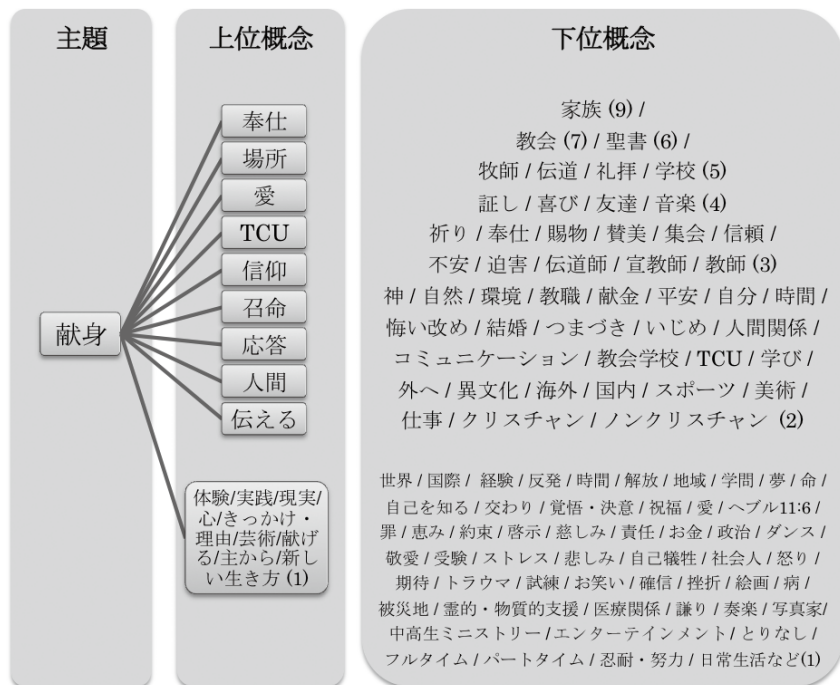 主題
上位概念
下位概念
献身
奉仕
場所
愛
TCU
信仰
召命
応答
人間
伝える
体験/実践/現実/
心/きっかけ・
理由/芸術/献げ
る/主から/新し
い生き方 (1)
家族 (9) /
教会 (7) / 聖書 (6) /
牧師 / 伝道 / 礼拝 / 学校 (5)
証し / 喜び / 友達 / 音楽 (4)
祈り / 奉仕 / 賜物 / 賛美 / 集会 / 信頼 /
不安 / 迫害 / 伝道師 / 宣教師 / 教師 (3)
神 / 自然 / 環境 / 教職 / 献金 / 平安 / 自分 / 時間 /
悔い改め / 結婚 / つまづき / いじめ / 人間関係 /
コミュニケーション / 教会学校 / TCU / 学び /
外へ / 異文化 / 海外 / 国内 / スポーツ / 美術 /
仕事 / クリスチャン / ノンクリスチャン (2)
世界 / 国際 / 経験 / 反発 / 時間 / 解放 / 地域 / 学問 / 夢 / 命 /
自己を知る / 交わり / 覚悟・決意 / 祝福 / 愛 / ヘブル11:6 /
罪 / 恵み / 約束 / 啓示 / 慈しみ / 責任 / お金 / 政治 / ダンス /
敬愛 / 受験 / ストレス / 悲しみ / 自己犠牲 / 社会人 / 怒り /
期待 / トラウマ / 試練 / お笑い / 確信 / 挫折 / 絵画 / 病 /
被災地 / 霊的・物質的支援 / 医療関係 / 謙り / 奏楽 / 写真家/
中高生ミニストリー / エンターテインメント / とりなし /
フルタイム / パートタイム / 忍耐・努力 / 日常生活など(1)